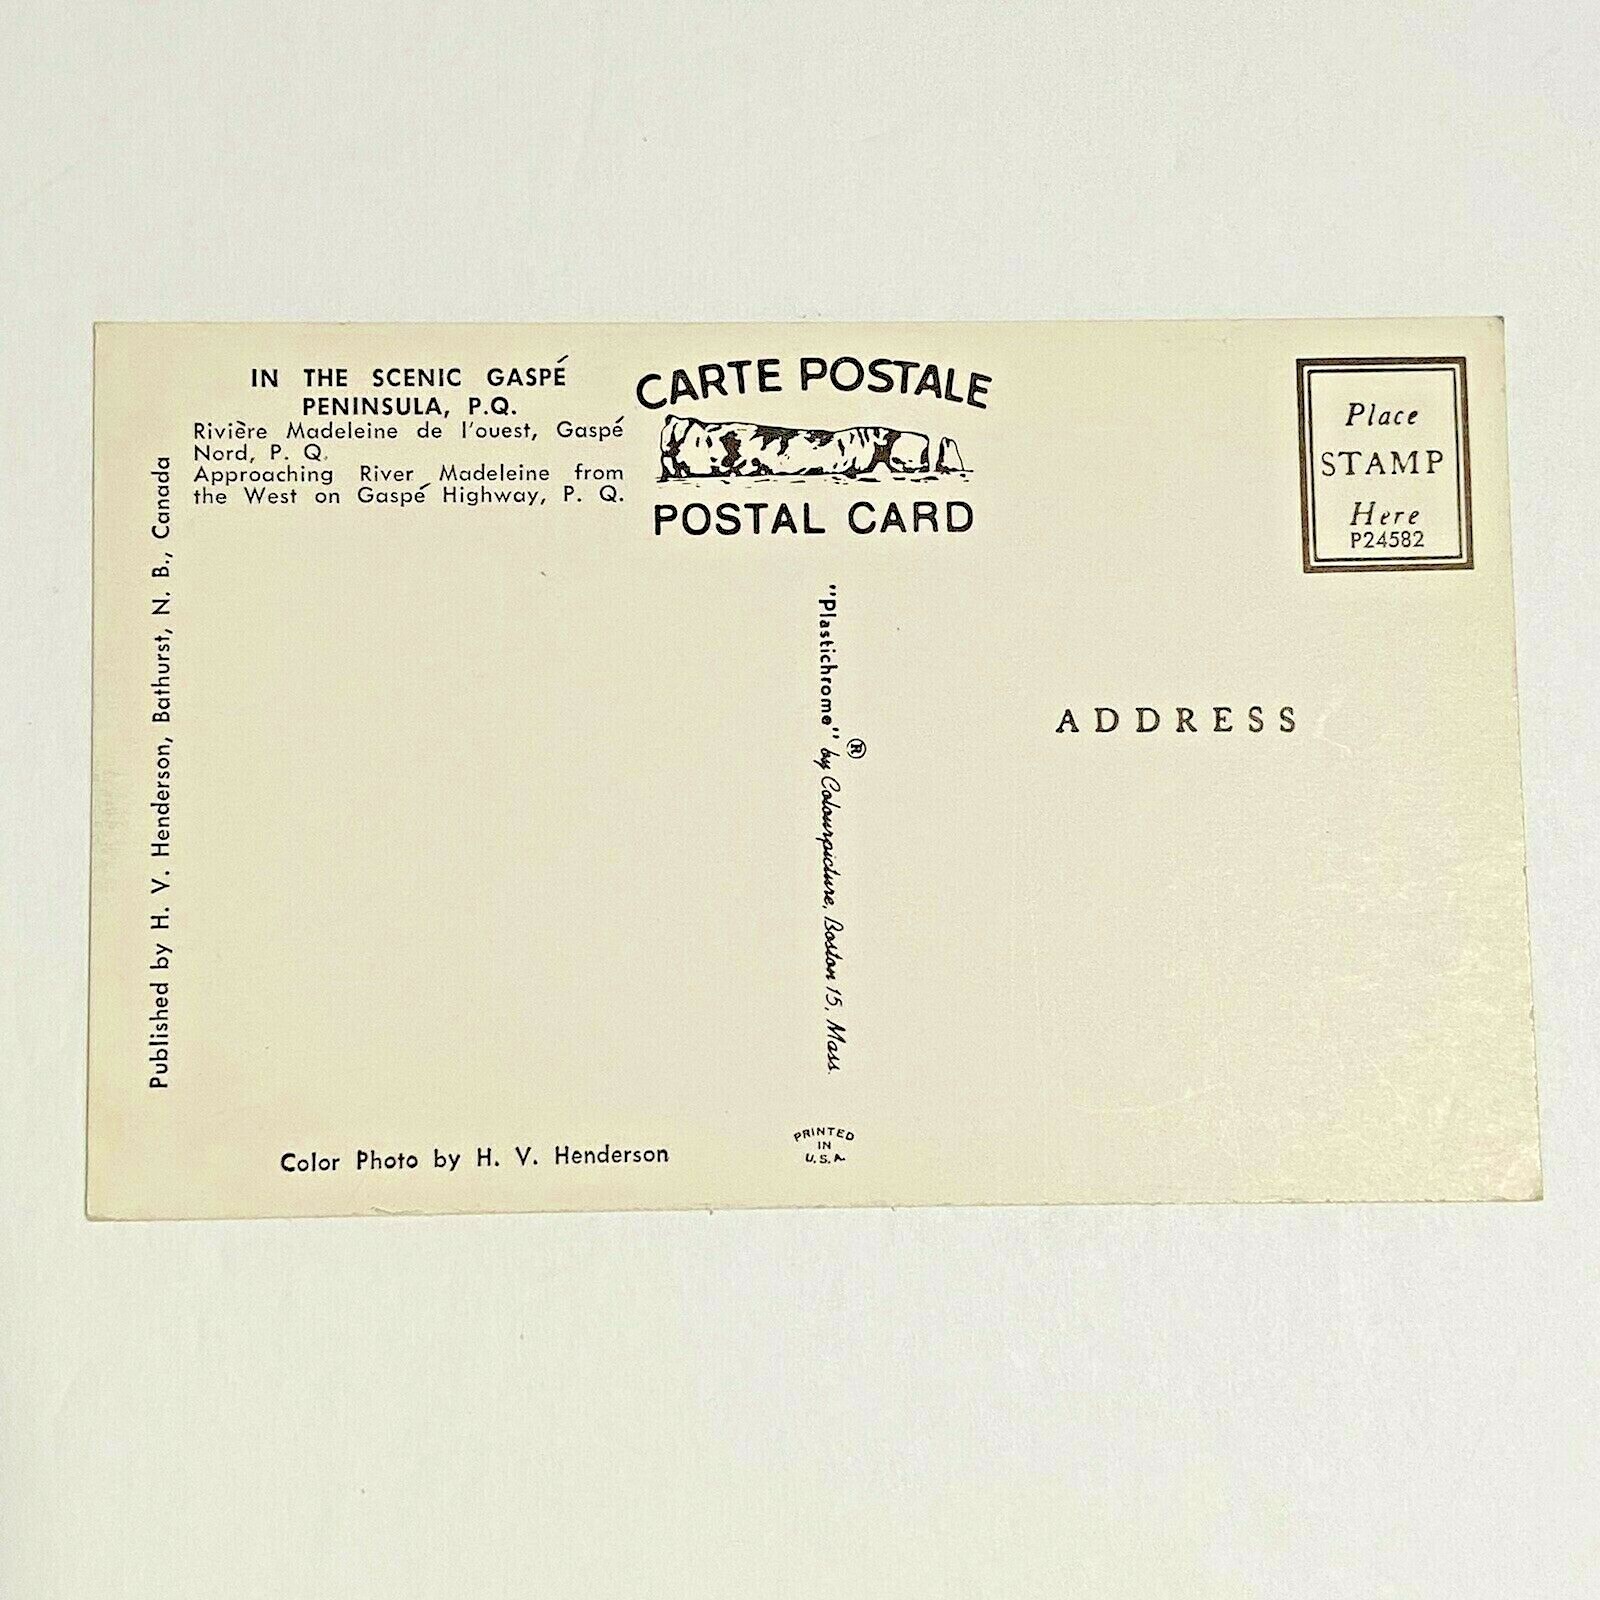 IN THE SCENIC GASPÉ
PENINSULA, P.Q.
Rivière Madeleine de l'ouest, Gaspé
Nord, P. Q.
Approaching River Madeleine from
the West on Gaspé Highway, P. Q.
Published by H. V. Henderson, Bathurst, N. B., Canada
Color Photo by H. V. Henderson
CARTE POSTALE
POSTAL CARD
"Plastichrome" ® by Colourpicture, Boston 15, Mass.
PRINTED
IN
U.S.A.
Place
STAMP
Here
P24582
ADDRESS